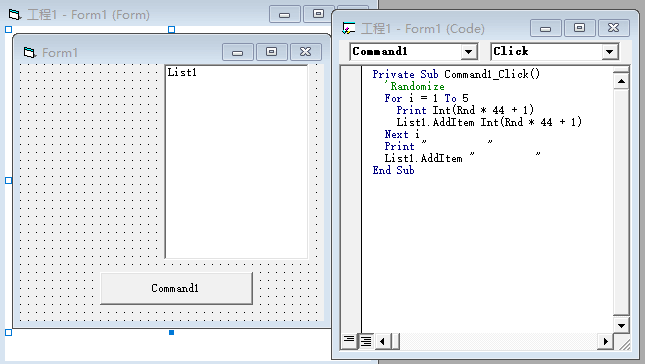 工程1 - Form1 (Form)
Form1
List1
Command1
工程1 - Form1 (Code)
Command1
Click
Private Sub Command1_Click()
'Randomize
For i = 1 To 5
Print Int(Rnd * 44 + 1)
List1.AddItem Int(Rnd * 44 + 1)
Next i
Print "          "
List1.AddItem "          "
End Sub